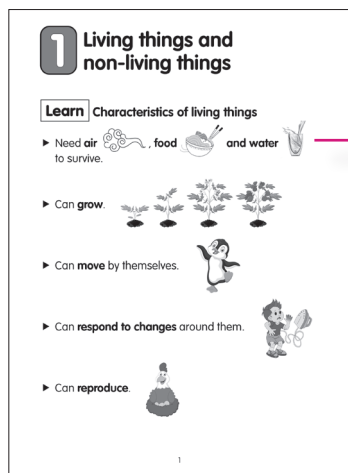 1
Living things and
non-living things
Learn Characteristics of living things
▶ Need air , food and water
to survive.
▶ Can grow.
▶ Can move by themselves.
▶ Can respond to changes around them.
▶ Can reproduce.
1